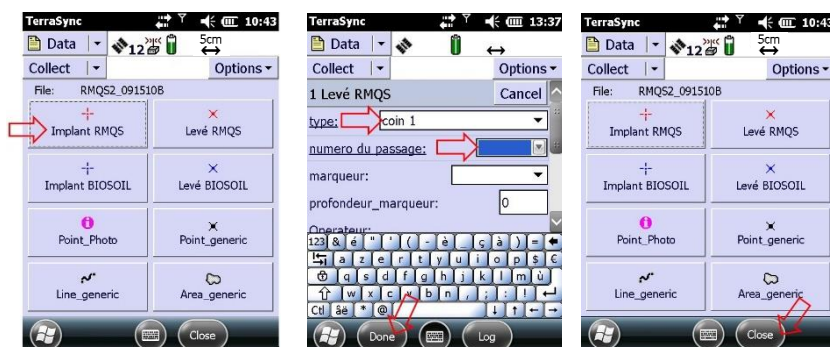 TerraSync 10:43
Data 12 5cm
Collect Options
File: RMQS2_091510B
Implant RMQS Levé RMQS
Implant BIOSOIL Levé BIOSOIL
Point_Photo Point_generic
Line_generic Area_generic
Close
TerraSync 13:37
Data
Collect Options
1 Levé RMQS Cancel
type: coin 1
numero du passage:
marqueur:
profondeur_marqueur: 0
Operateur:
123 & é " ' ( - è _ ç à ) =
a z e r t y u i o p $ €
q s d f g h j k l m ù
w x c v b n , ; : !
Ctl áë * @
Done Log
TerraSync 10:43
Data 12 5cm
Collect Options
File: RMQS2_091510B
Implant RMQS Levé RMQS
Implant BIOSOIL Levé BIOSOIL
Point_Photo Point_generic
Line_generic Area_generic
Close